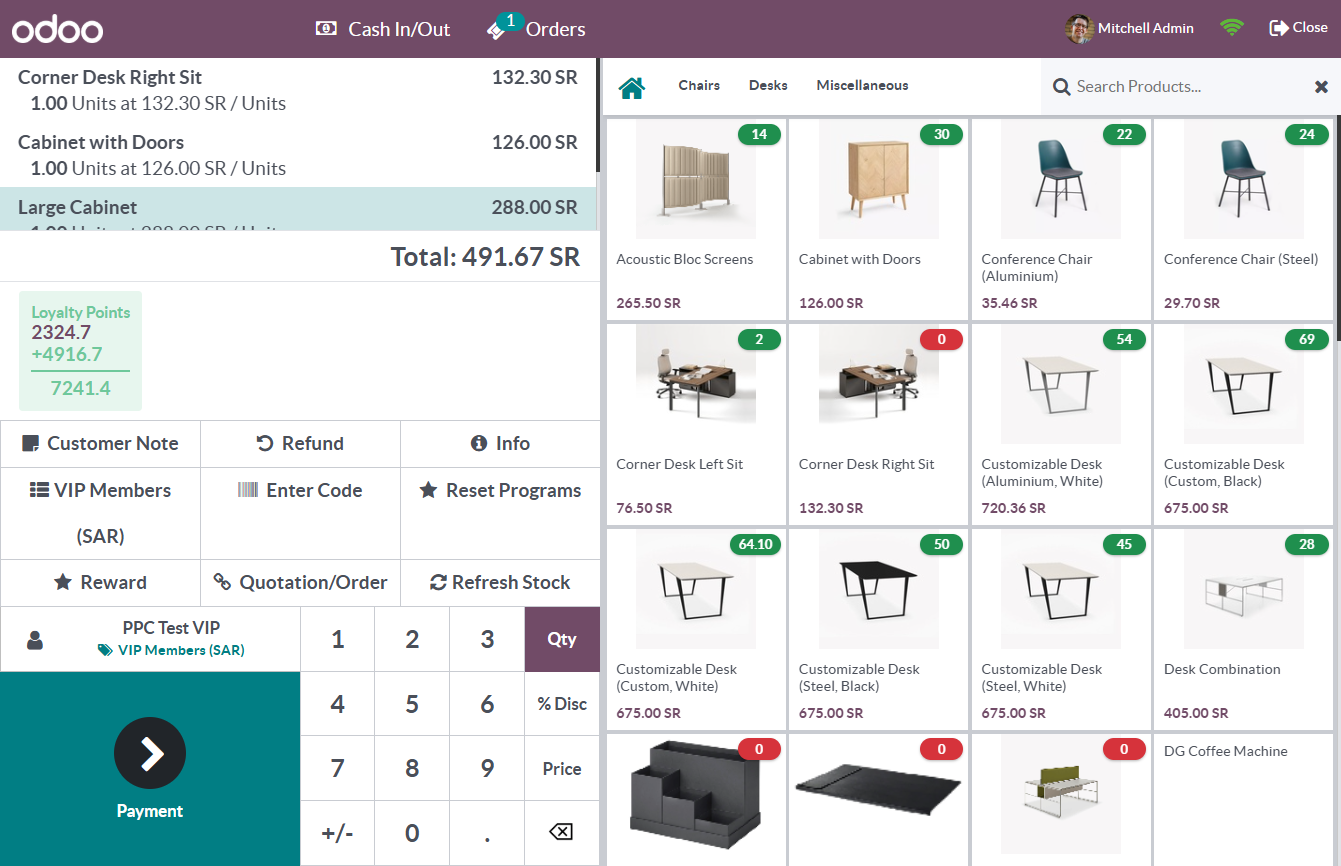 odoo
Cash In/Out
1
Orders
Mitchell Admin
Close
Corner Desk Right Sit 132.30 SR
1.00 Units at 132.30 SR / Units
Cabinet with Doors 126.00 SR
1.00 Units at 126.00 SR / Units
Large Cabinet 288.00 SR
1.00 Units at 288.00 SR / Units
Total: 491.67 SR
Loyalty Points
2324.7
+4916.7
7241.4
Customer Note
Refund
Info
VIP Members
(SAR)
Enter Code
Reset Programs
Reward
Quotation/Order
Refresh Stock
PPC Test VIP
VIP Members (SAR)
Payment
1 2 3 Qty
4 5 6 % Disc
7 8 9 Price
+/- 0 .
Chairs
Desks
Miscellaneous
Search Products...
14
Acoustic Bloc Screens
265.50 SR
30
Cabinet with Doors
126.00 SR
22
Conference Chair
(Aluminium)
35.46 SR
24
Conference Chair (Steel)
29.70 SR
2
Corner Desk Left Sit
76.50 SR
0
Corner Desk Right Sit
132.30 SR
54
Customizable Desk
(Aluminium, White)
720.36 SR
69
Customizable Desk
(Custom, Black)
675.00 SR
64.10
Customizable Desk
(Custom, White)
675.00 SR
50
Customizable Desk
(Steel, Black)
675.00 SR
45
Customizable Desk
(Steel, White)
675.00 SR
28
Desk Combination
405.00 SR
0
0
0
DG Coffee Machine